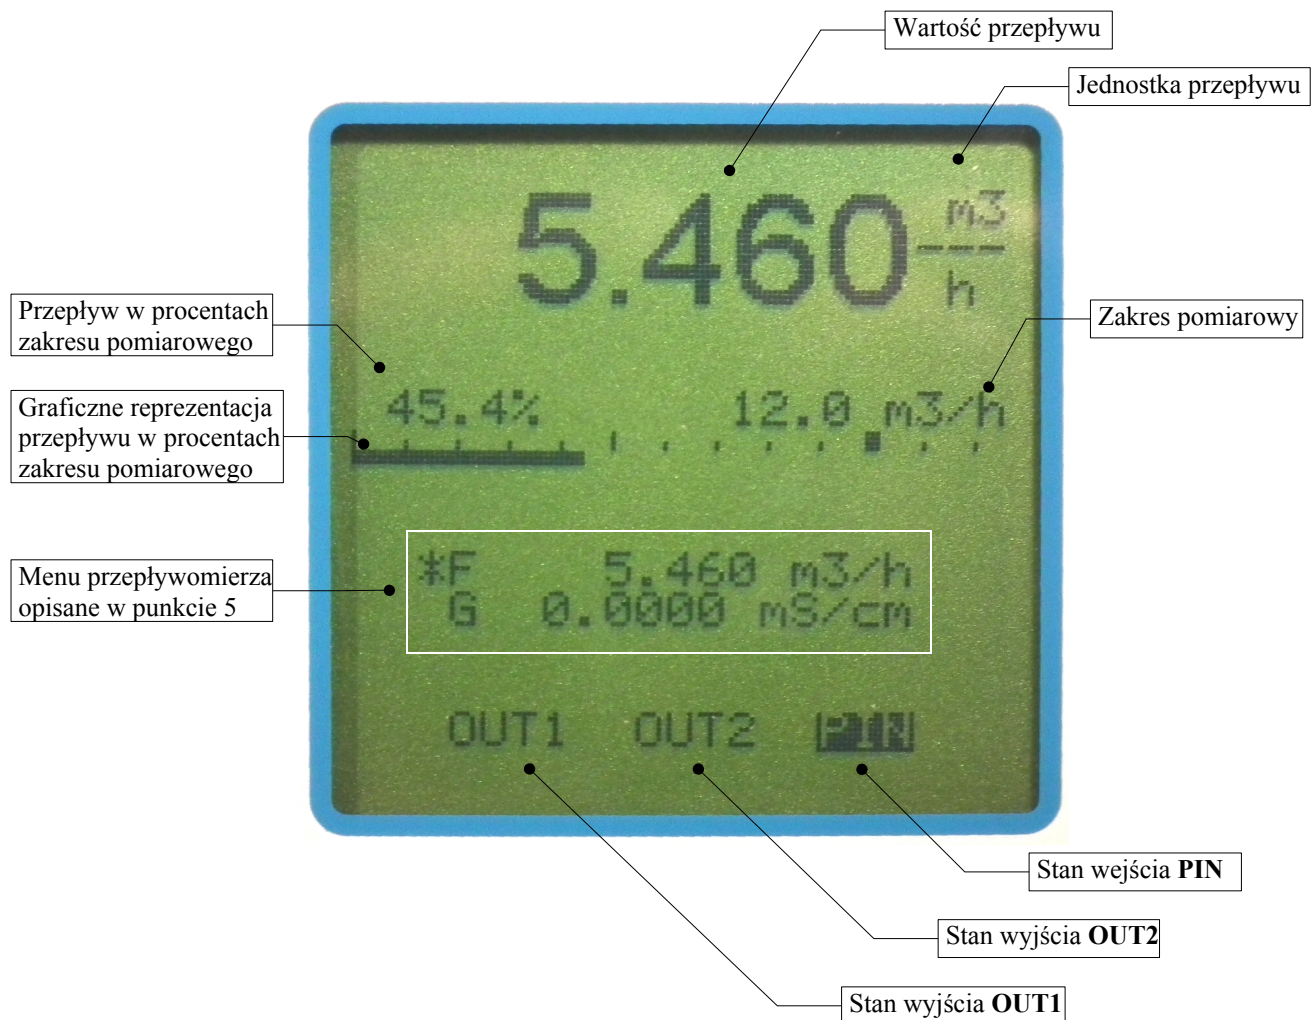 Wartość przepływu
Jednostka przepływu
5.460 m3
h
Przepływ w procentach
zakresu pomiarowego
Zakres pomiarowy
45.4%
12.0 m3/h
Graficzne reprezentacja
przepływu w procentach
zakresu pomiarowego
Menu przepływomierza
opisane w punkcie 5
*F 5.460 m3/h
G 0.0000 mS/cm
OUT1 OUT2 PIN
Stan wejścia PIN
Stan wyjścia OUT2
Stan wyjścia OUT1